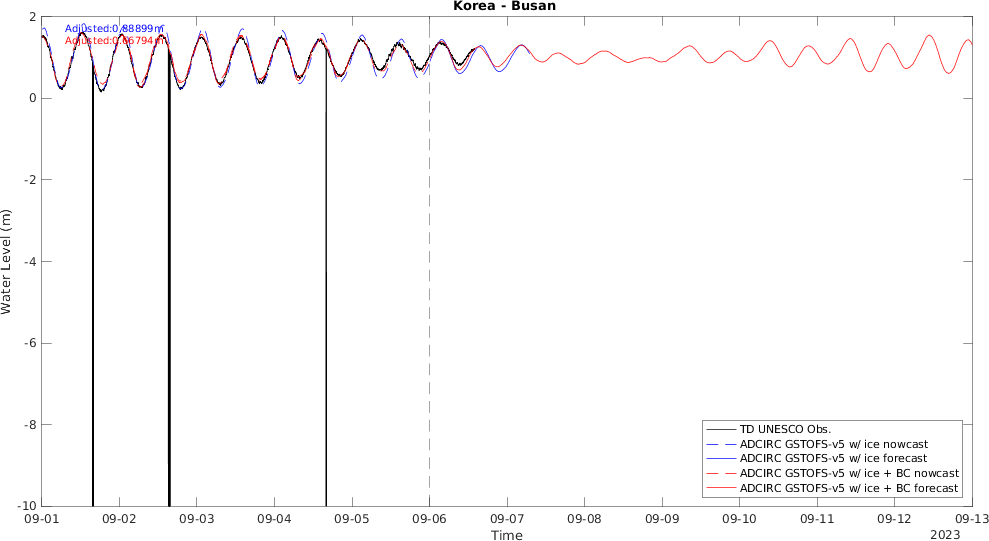 Korea - Busan
Adjusted:0.88899m
2
0
-2
-4
-6
-8
-10
Water Level (m)
TD UNESCO Obs.
ADCIRC GSTOFS-v5 w/ ice nowcast
ADCIRC GSTOFS-v5 w/ ice forecast
ADCIRC GSTOFS-v5 w/ ice + BC nowcast
ADCIRC GSTOFS-v5 w/ ice + BC forecast
09-01 09-02 09-03 09-04 09-05 09-06 09-07 09-08 09-09 09-10 09-11 09-12 09-13
Time
2023